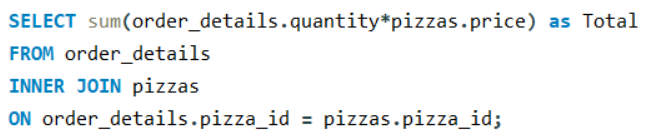 SELECT sum(order_details.quantity*pizzas.price) as Total
FROM order_details
INNER JOIN pizzas
ON order_details.pizza_id = pizzas.pizza_id;